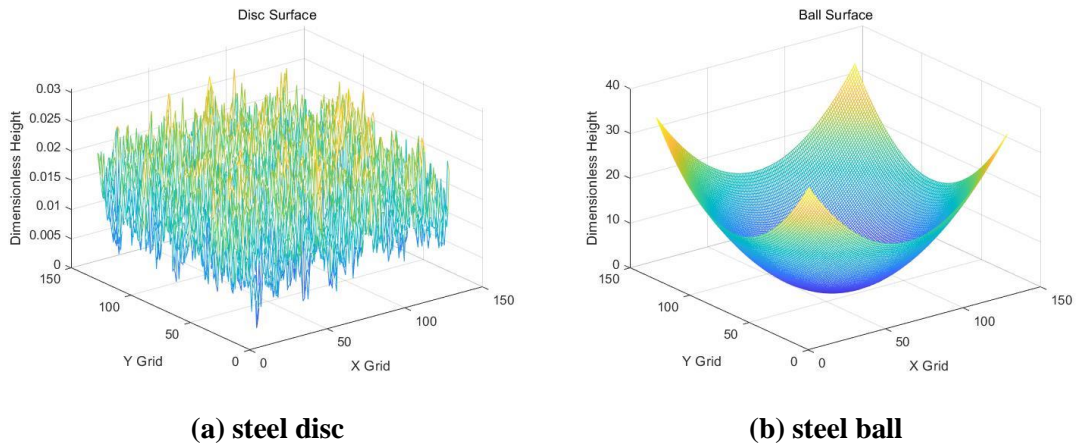 Disc Surface
0.03
0.025
0.02
0.015
0.01
0.005
0
Dimensionless Height
150
100
50
0
Y Grid
0
50
100
150
X Grid
(a) steel disc
Ball Surface
40
30
20
10
0
Dimensionless Height
150
100
50
0
Y Grid
0
50
100
150
X Grid
(b) steel ball